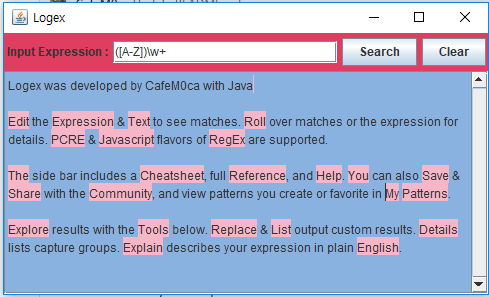 Logex
Input Expression : ([A-Z])\w+ Search Clear
Logex was developed by CafeM0ca with Java
Edit the Expression & Text to see matches. Roll over matches or the expression for
details. PCRE & Javascript flavors of RegEx are supported.
The side bar includes a Cheatsheet, full Reference, and Help. You can also Save &
Share with the Community, and view patterns you create or favorite in My Patterns.
Explore results with the Tools below. Replace & List output custom results. Details
lists capture groups. Explain describes your expression in plain English.